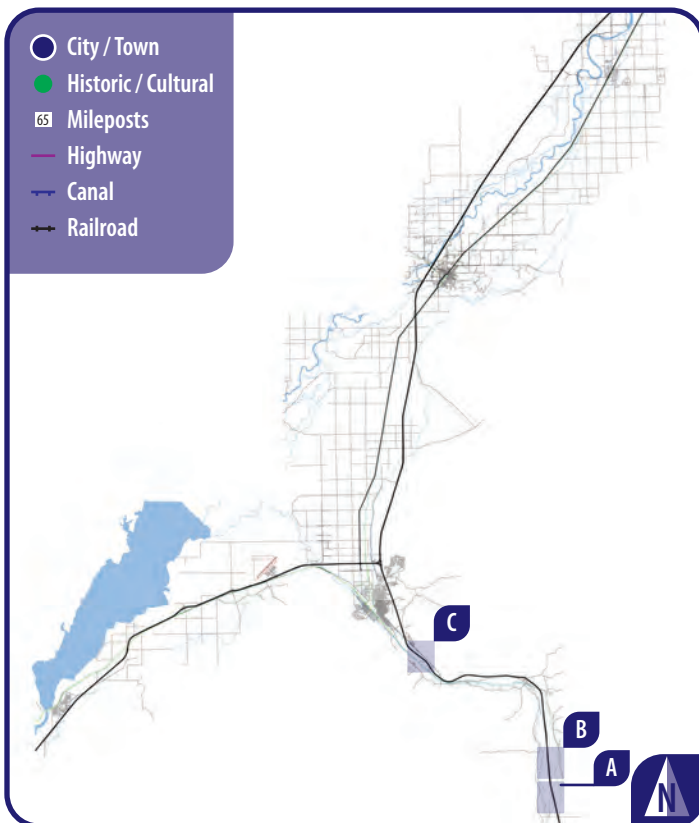 City / Town
Historic / Cultural
65 Mileposts
Highway
Canal
Railroad
C
B
A
N